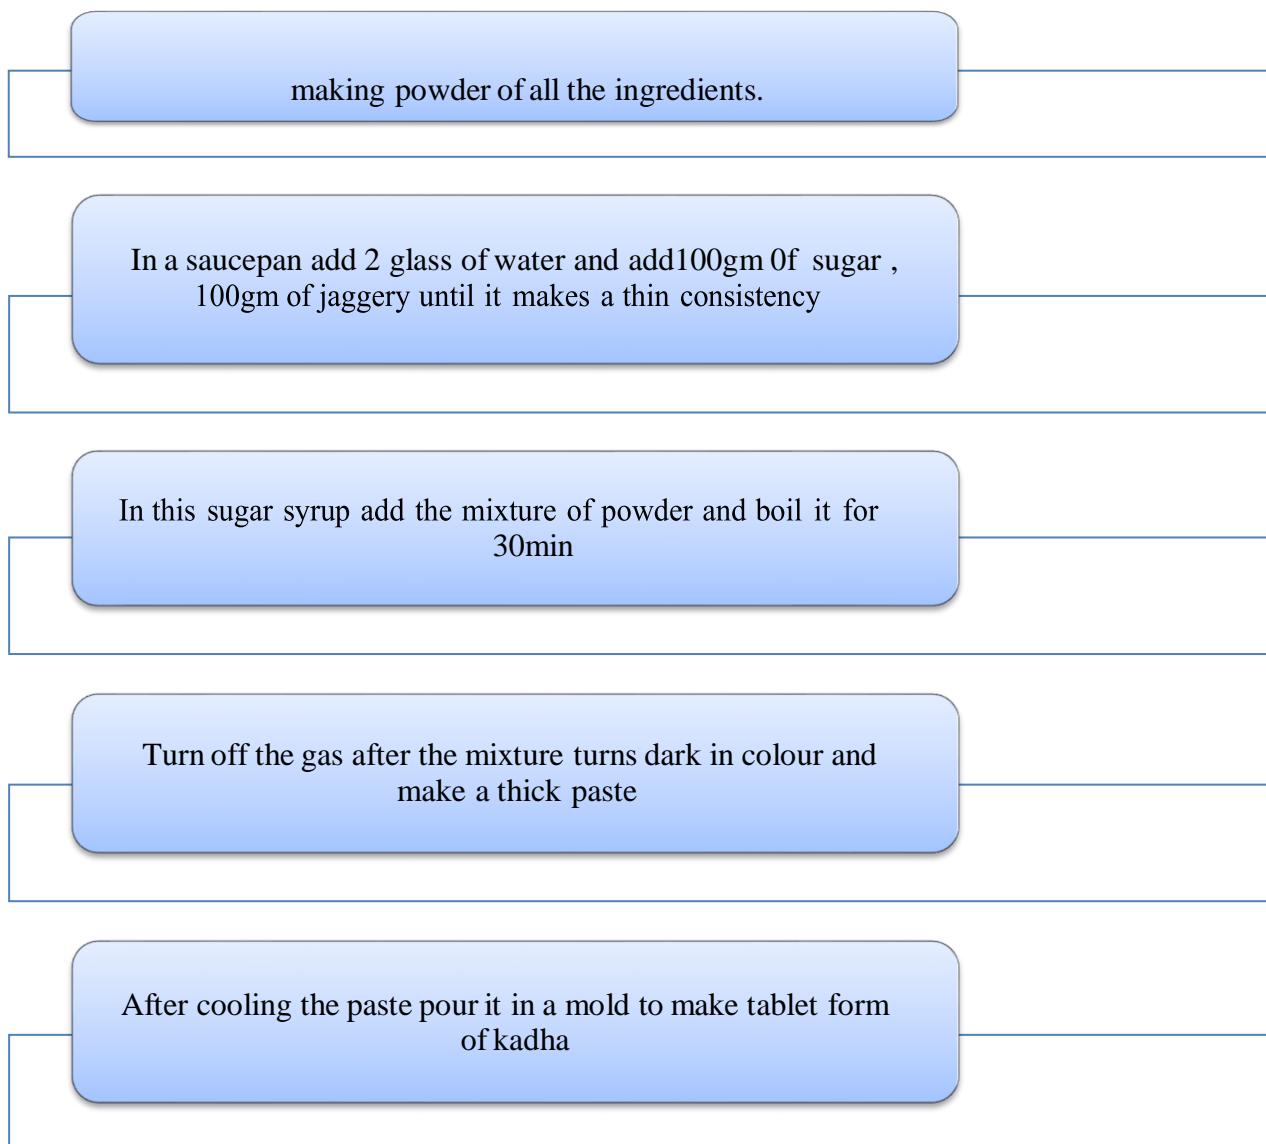 making powder of all the ingredients.
In a saucepan add 2 glass of water and add100gm 0f sugar ,
100gm of jaggery until it makes a thin consistency
In this sugar syrup add the mixture of powder and boil it for
30min
Turn off the gas after the mixture turns dark in colour and
make a thick paste
After cooling the paste pour it in a mold to make tablet form
of kadha